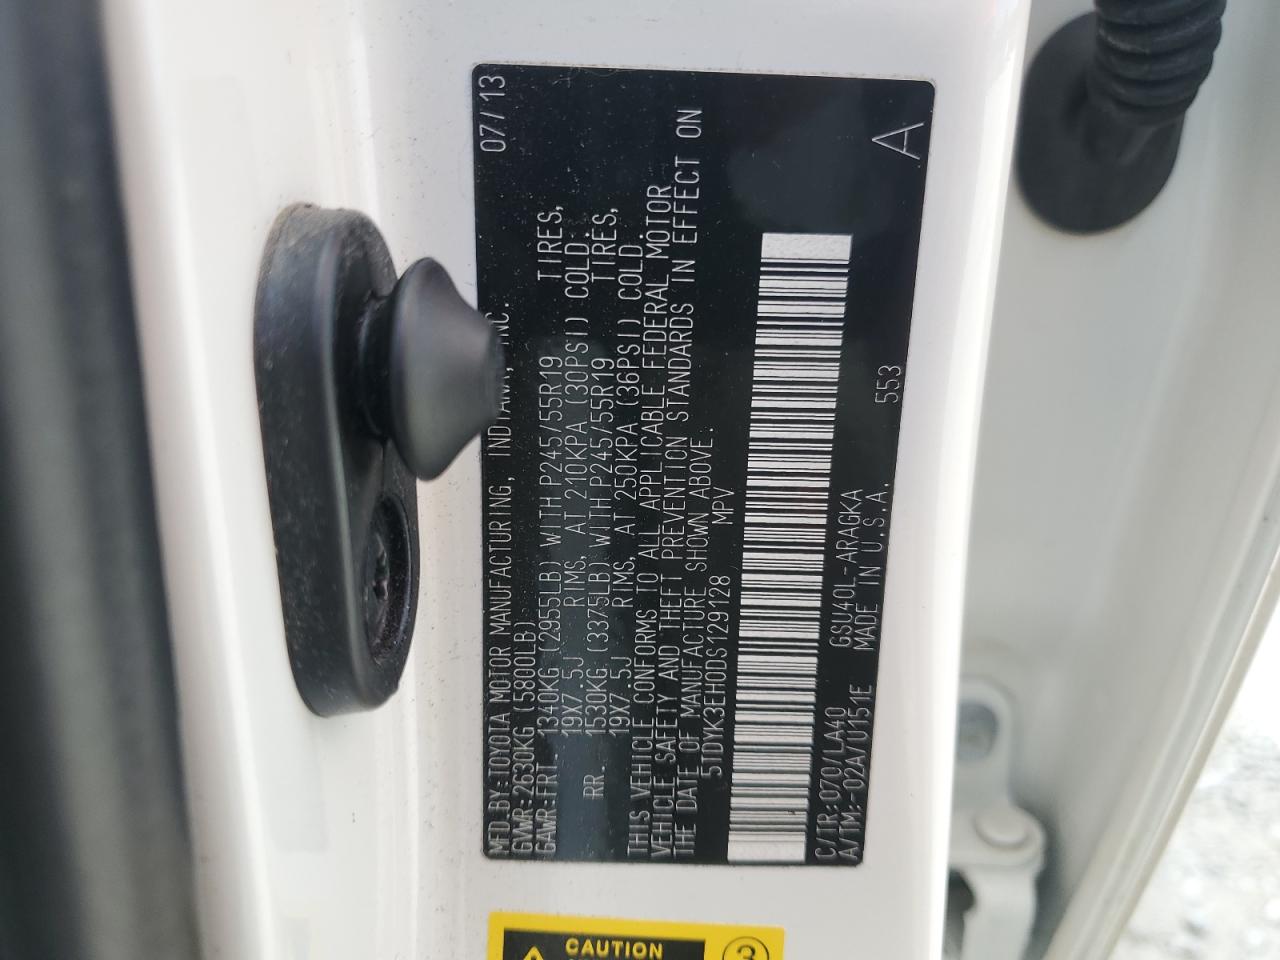 MFD.BY:TOYOTA MOTOR MANUFACTURING, INDIANA, INC. 07/13
GVWR:2630KG (5800LB)
GAWR:FRT. 1340KG (2955LB) WITH P245/55R19 TIRES,
19X7.5J RIMS, AT 210KPA (30PSI) COLD.
RR. 1530KG (3375LB) WITH P245/55R19 TIRES,
19X7.5J RIMS, AT 250KPA (36PSI) COLD.
THIS VEHICLE CONFORMS TO ALL APPLICABLE FEDERAL MOTOR
VEHICLE SAFETY AND THEFT PREVENTION STANDARDS IN EFFECT ON
THE DATE OF MANUFACTURE SHOWN ABOVE.
5TDYK3EH0DS129128 MPV
A
C/TR:070/LA40 GSU40L-ARAGKA 553
A/TM:-02A/U151E MADE IN U.S.A.
CAUTION
3